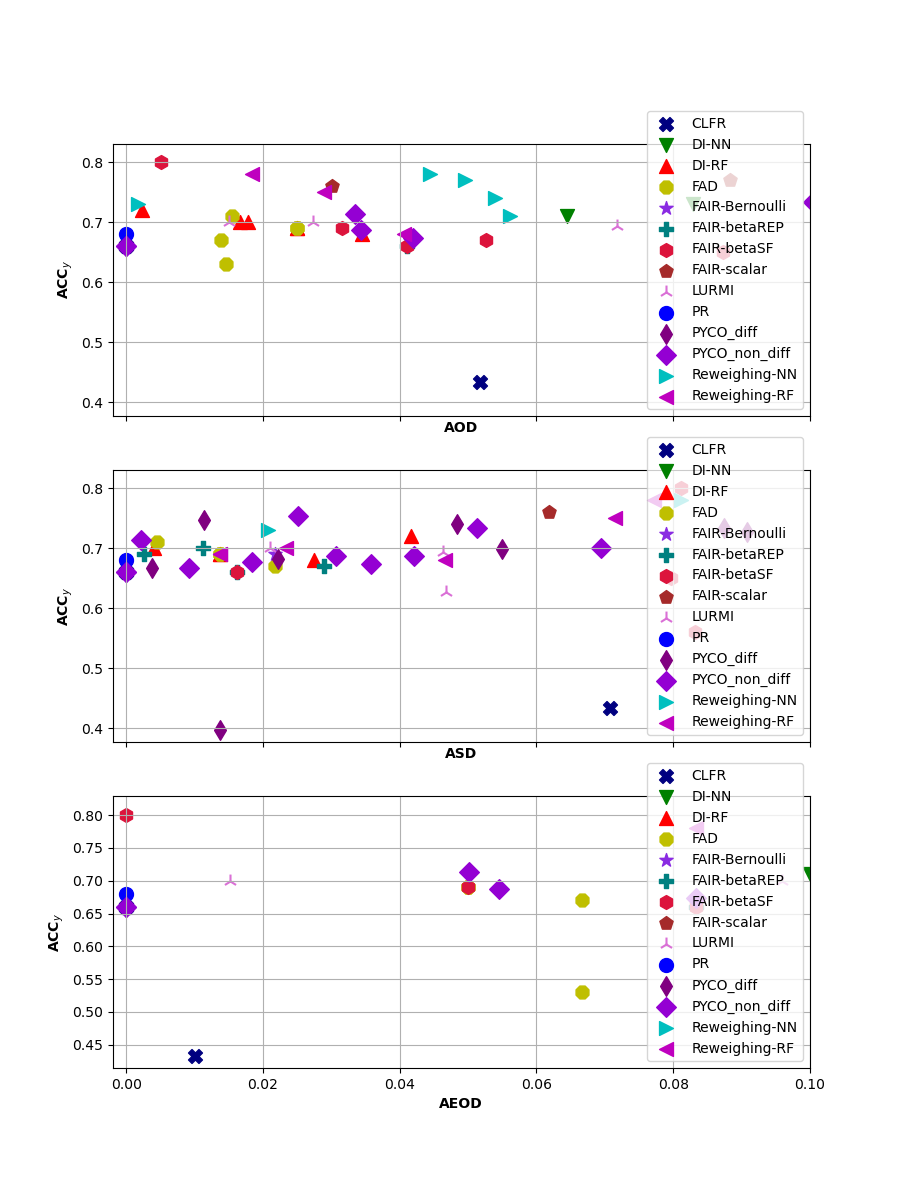 CLFR
DI-NN
DI-RF
FAD
FAIR-Bernoulli
FAIR-betaREP
FAIR-betaSF
FAIR-scalar
LURMI
PR
PYCO_diff
PYCO_non_diff
Reweighing-NN
Reweighing-RF
0.8
0.7
0.6
0.5
0.4
ACCy
AOD
CLFR
DI-NN
DI-RF
FAD
FAIR-Bernoulli
FAIR-betaREP
FAIR-betaSF
FAIR-scalar
LURMI
PR
PYCO_diff
PYCO_non_diff
Reweighing-NN
Reweighing-RF
0.8
0.7
0.6
0.5
0.4
ACCy
ASD
CLFR
DI-NN
DI-RF
FAD
FAIR-Bernoulli
FAIR-betaREP
FAIR-betaSF
FAIR-scalar
LURMI
PR
PYCO_diff
PYCO_non_diff
Reweighing-NN
Reweighing-RF
0.80
0.75
0.70
0.65
0.60
0.55
0.50
0.45
ACCy
0.00 0.02 0.04 0.06 0.08 0.10
AEOD